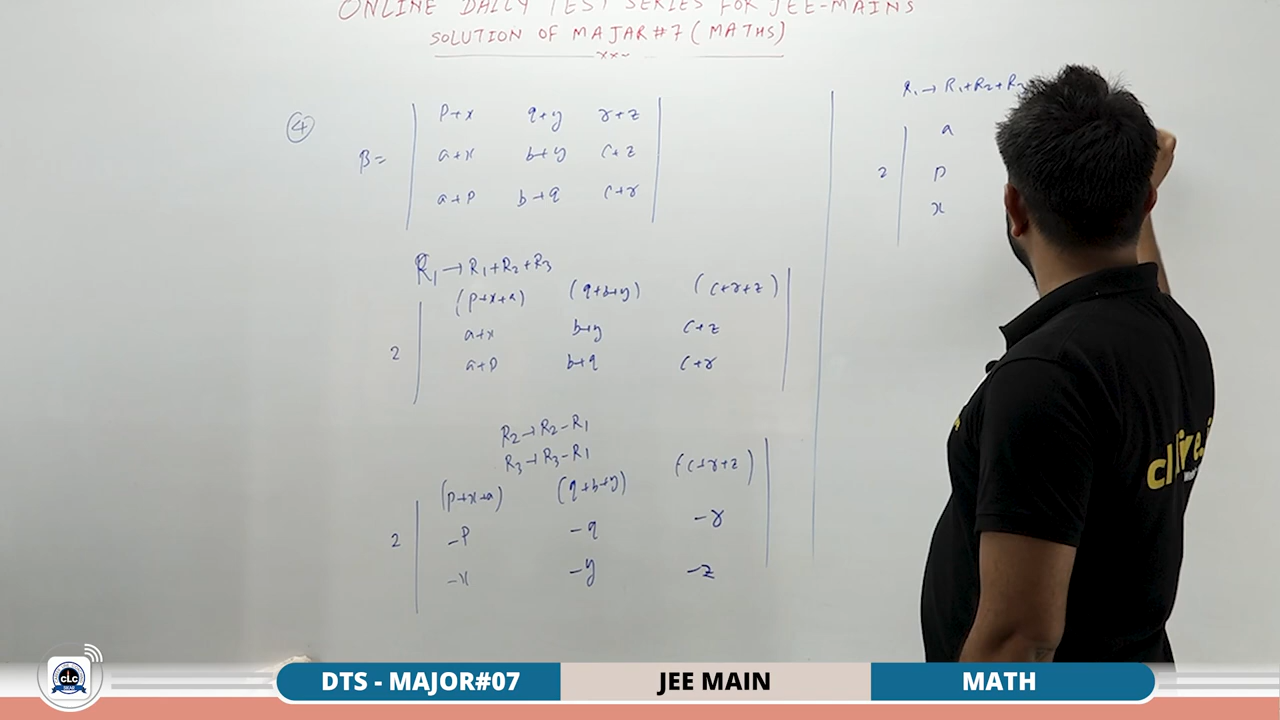 ONLINE DAILY TEST SERIES FOR JEE-MAINS
SOLUTION OF MAJAR#7 (MATHS)
④
β=
p+x q+y r+z
a+x b+y c+z
a+p b+q c+r
R₁→R₁+R₂+R₃
(p+x+a) (q+b+y) (c+r+z)
2 a+x b+y c+z
a+p b+q c+r
R₂→R₂-R₁
R₃→R₃-R₁
(p+x+a) (q+b+y) (c+r+z)
2 -p -q -r
-x -y -z
R₁→R₁+R₂+R₃
a
2 p
x
CLC
DTS - MAJOR#07
JEE MAIN
MATH